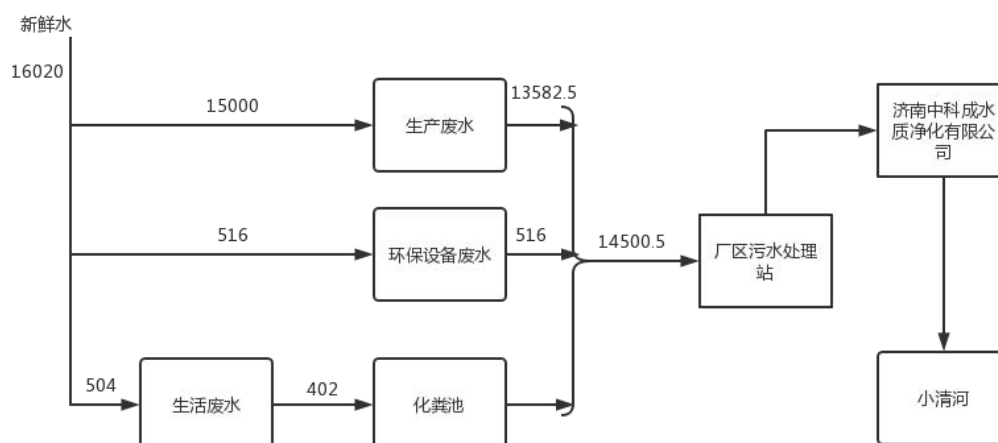 新鲜水
16020
15000
生产废水
13582.5
济南中科成水
质净化有限公
司
516
环保设备废水
516
14500.5
厂区污水处理
站
504
生活废水
402
化粪池
小清河